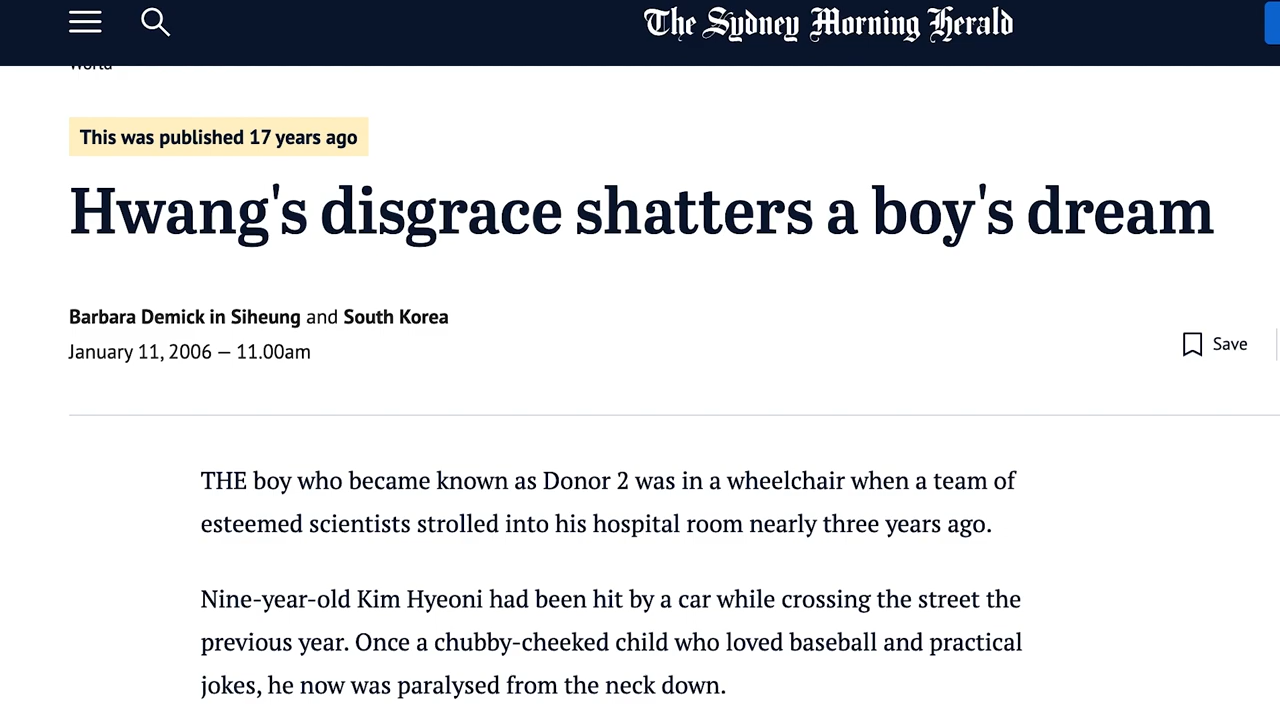 The Sydney Morning Herald
World
This was published 17 years ago
Hwang's disgrace shatters a boy's dream
Barbara Demick in Siheung and South Korea
January 11, 2006 — 11.00am
Save
THE boy who became known as Donor 2 was in a wheelchair when a team of
esteemed scientists strolled into his hospital room nearly three years ago.
Nine-year-old Kim Hyeoni had been hit by a car while crossing the street the
previous year. Once a chubby-cheeked child who loved baseball and practical
jokes, he now was paralysed from the neck down.